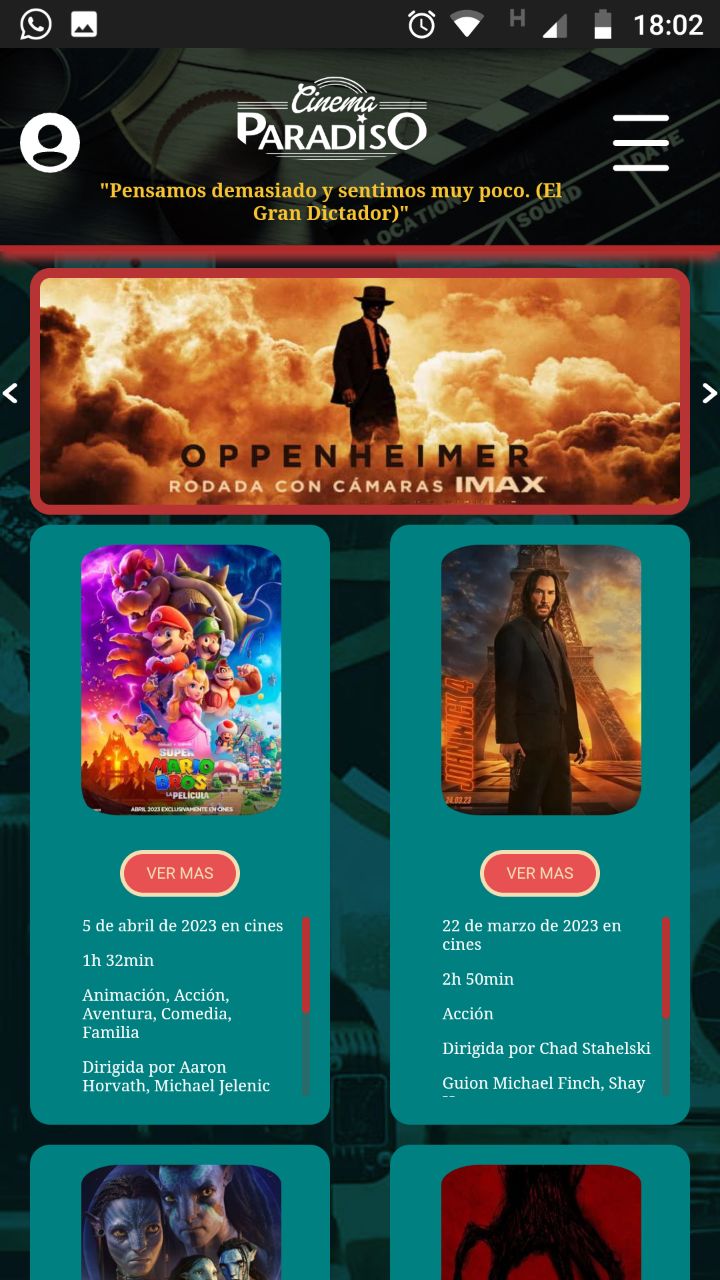 H
18:02
Cinema
PARADISO
"Pensamos demasiado y sentimos muy poco. (El
Gran Dictador)"
DATE
LOCATION
SOUND
OPPENHEIMER
RODADA CON CÁMARAS IMAX
SUPER
MARIO
BROS
LA PELÍCULA
ABRIL 2023 EXCLUSIVAMENTE EN CINES
JOHN WICK 4
24.03.23
VER MAS
5 de abril de 2023 en cines
1h 32min
Animación, Acción,
Aventura, Comedia,
Familia
Dirigida por Aaron
Horvath, Michael Jelenic
VER MAS
22 de marzo de 2023 en
cines
2h 50min
Acción
Dirigida por Chad Stahelski
Guion Michael Finch, Shay